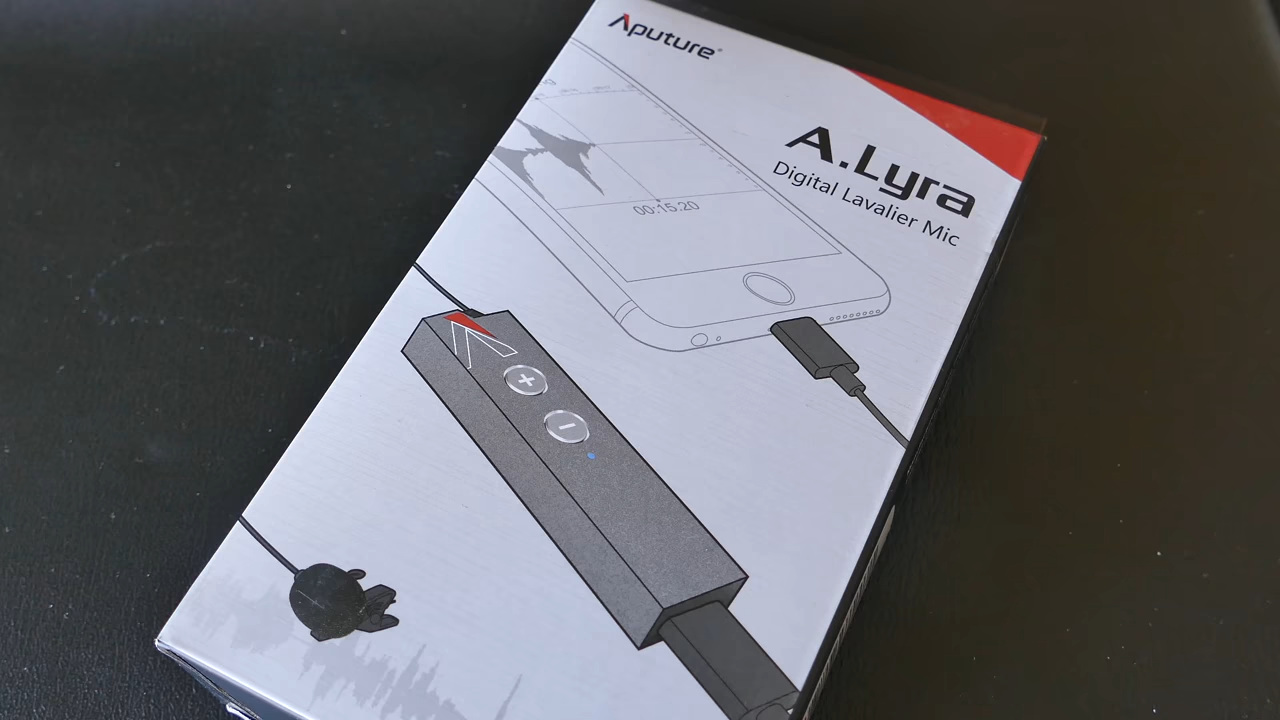 Aputure®
A.Lyra
Digital Lavalier Mic
00:15.20
+
−